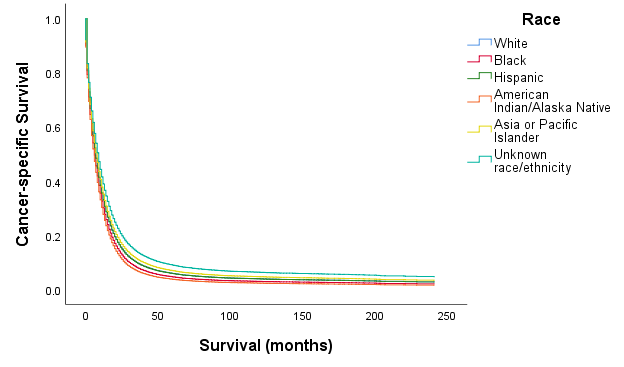 Race
White
Black
Hispanic
American
Indian/Alaska Native
Asia or Pacific
Islander
Unknown
race/ethnicity
Cancer-specific Survival
1.0
0.8
0.6
0.4
0.2
0.0
0
50
100
150
200
250
Survival (months)